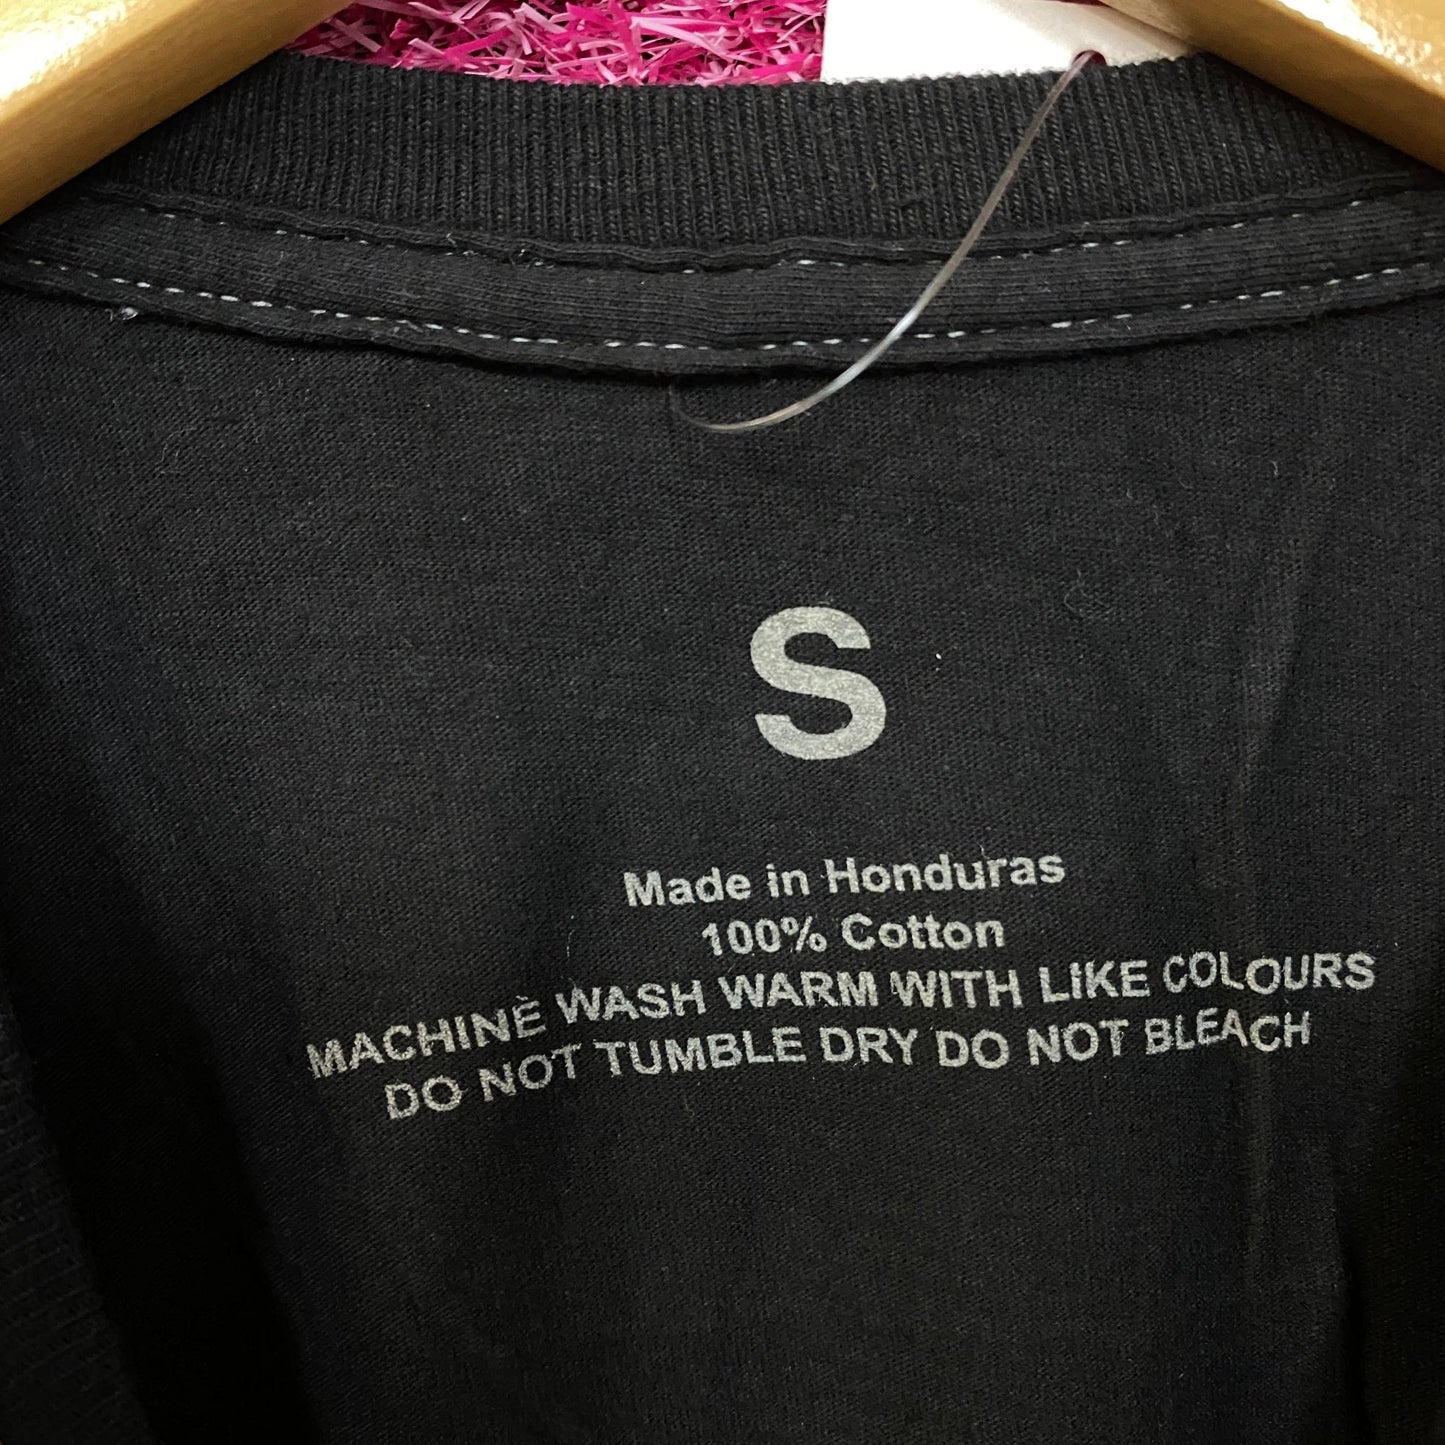 S
Made in Honduras
100% Cotton
MACHINE WASH WARM WITH LIKE COLOURS
DO NOT TUMBLE DRY DO NOT BLEACH